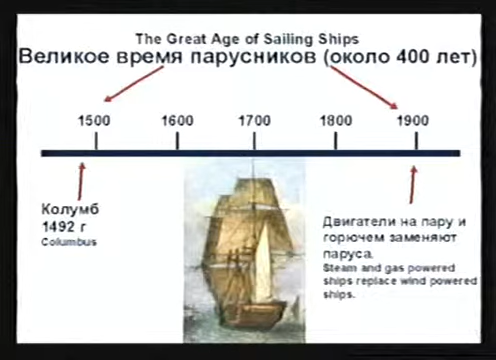 The Great Age of Sailing Ships
Великое время парусников (около 400 лет)
1500 1600 1700 1800 1900
Колумб
1492 г
Columbus
Двигатели на пару и
горючем заменяют
паруса.
Steam and gas powered
ships replace wind powered
ships.